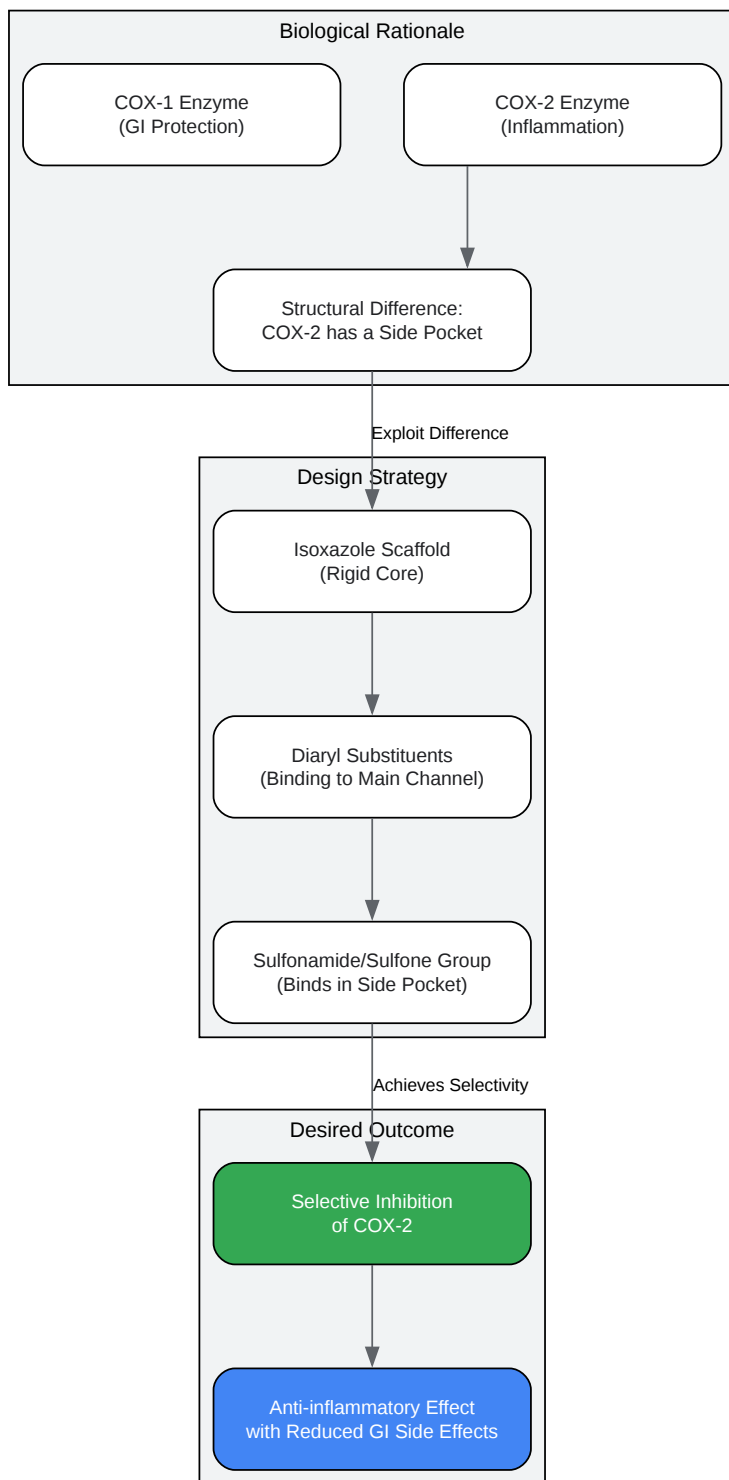 Biological Rationale
COX-1 Enzyme
(GI Protection)
COX-2 Enzyme
(Inflammation)
Structural Difference:
COX-2 has a Side Pocket
Exploit Difference
Design Strategy
Isoxazole Scaffold
(Rigid Core)
Diaryl Substituents
(Binding to Main Channel)
Sulfonamide/Sulfone Group
(Binds in Side Pocket)
Achieves Selectivity
Desired Outcome
Selective Inhibition
of COX-2
Anti-inflammatory Effect
with Reduced GI Side Effects